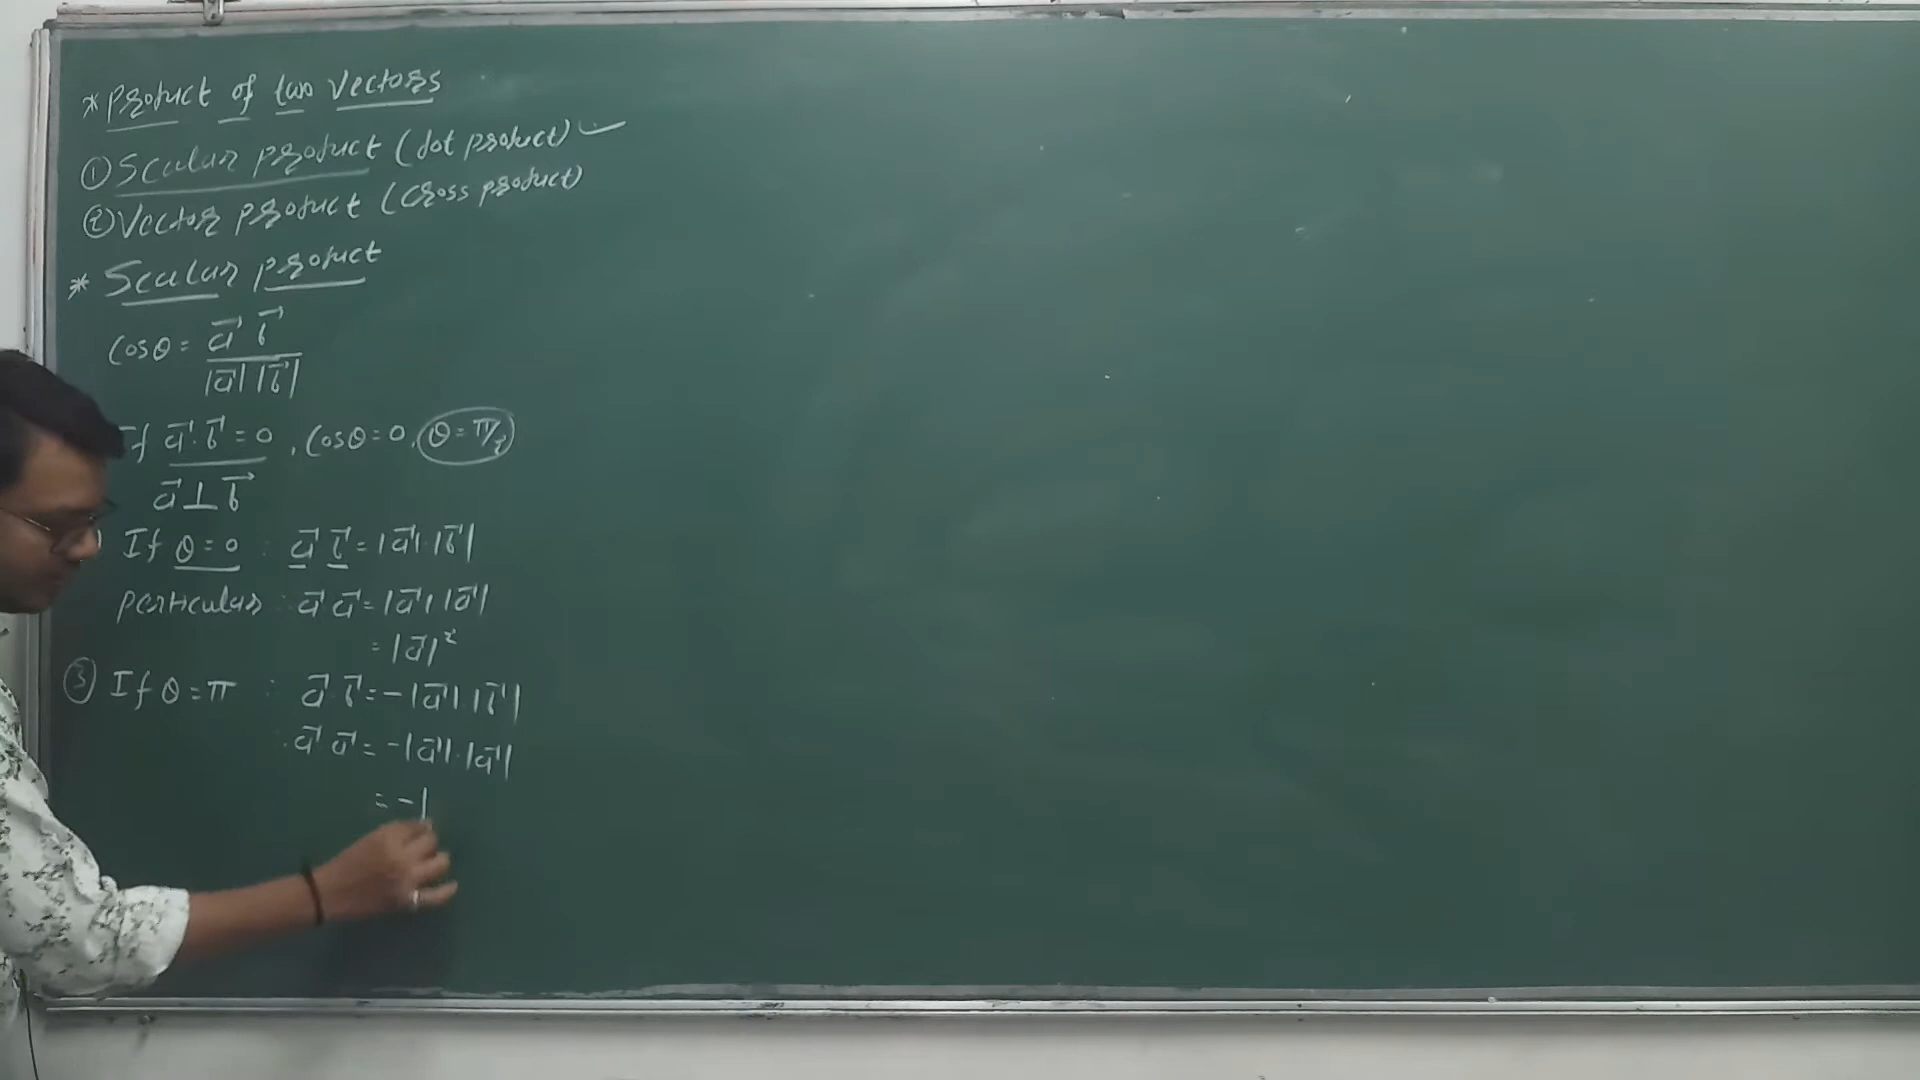 * Product of two Vectors
① Scalar product (dot product) ✓
② Vector product (Cross product)
* Scalar product
Cosθ = a⃗ b⃗ / |a⃗| |b⃗|
If a⃗·b⃗ = 0, Cosθ = 0, θ = π/2
a⃗ ⊥ b⃗
) If θ = 0 : a⃗ b⃗ = |a⃗|·|b⃗|
particular : a⃗ a⃗ = |a⃗| |a⃗|
= |a⃗|²
③ If θ = π : a⃗·b⃗ = -|a⃗|·|b⃗|
∴ a⃗ a⃗ = -|a⃗|·|a⃗|
= -|